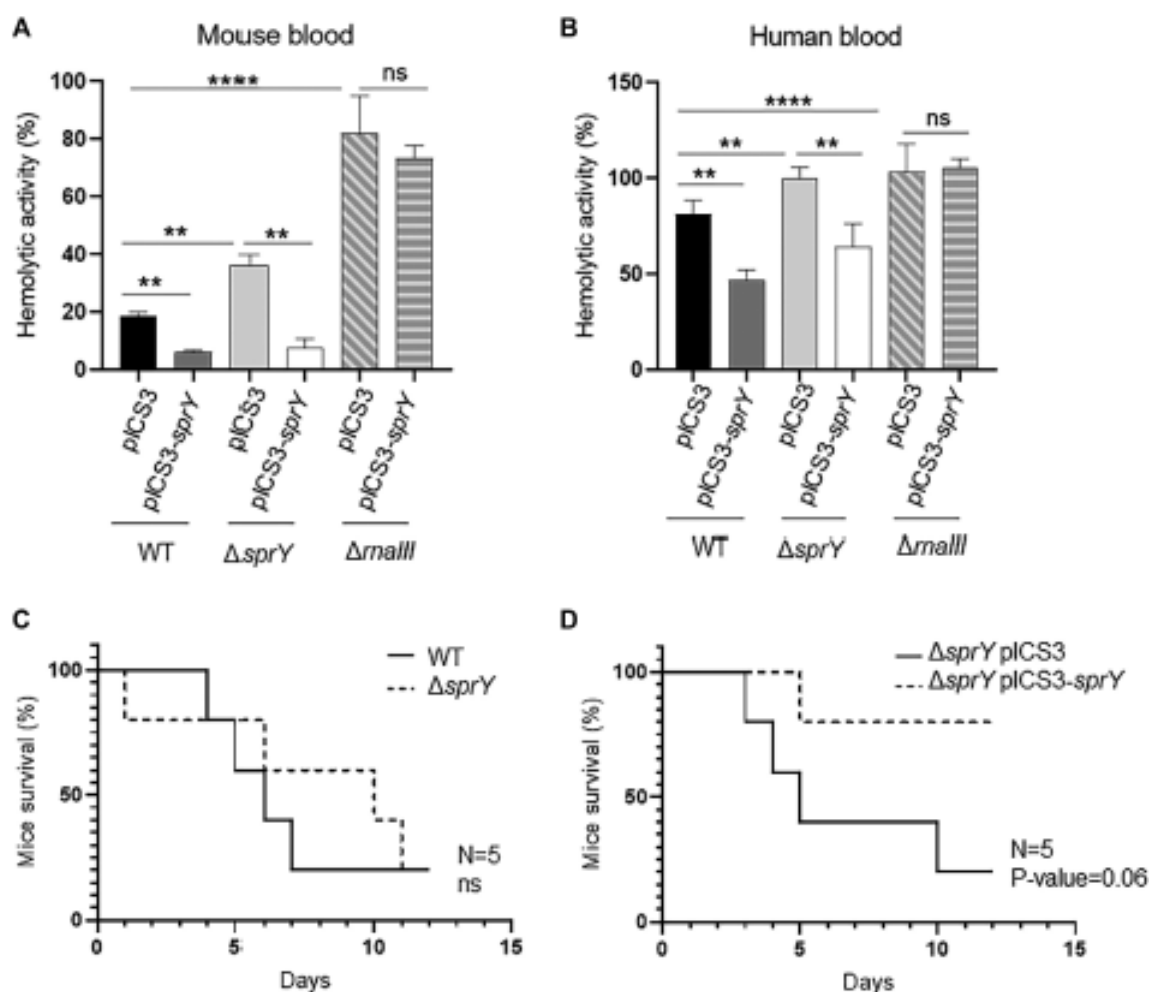 A
Mouse blood
Hemolytic activity (%)
100
80
60
40
20
0
****
ns
**
**
**
pICS3
pICS3-sprY
pICS3
pICS3-sprY
pICS3
pICS3-sprY
WT
ΔsprY
ΔrnaIII
B
Human blood
Hemolytic activity (%)
150
100
50
0
****
ns
**
**
**
pICS3
pICS3-sprY
pICS3
pICS3-sprY
pICS3
pICS3-sprY
WT
ΔsprY
ΔrnaIII
C
Mice survival (%)
100
50
0
WT
ΔsprY
N=5
ns
0
5
10
15
Days
D
Mice survival (%)
100
50
0
ΔsprY pICS3
ΔsprY pICS3-sprY
N=5
P-value=0.06
0
5
10
15
Days